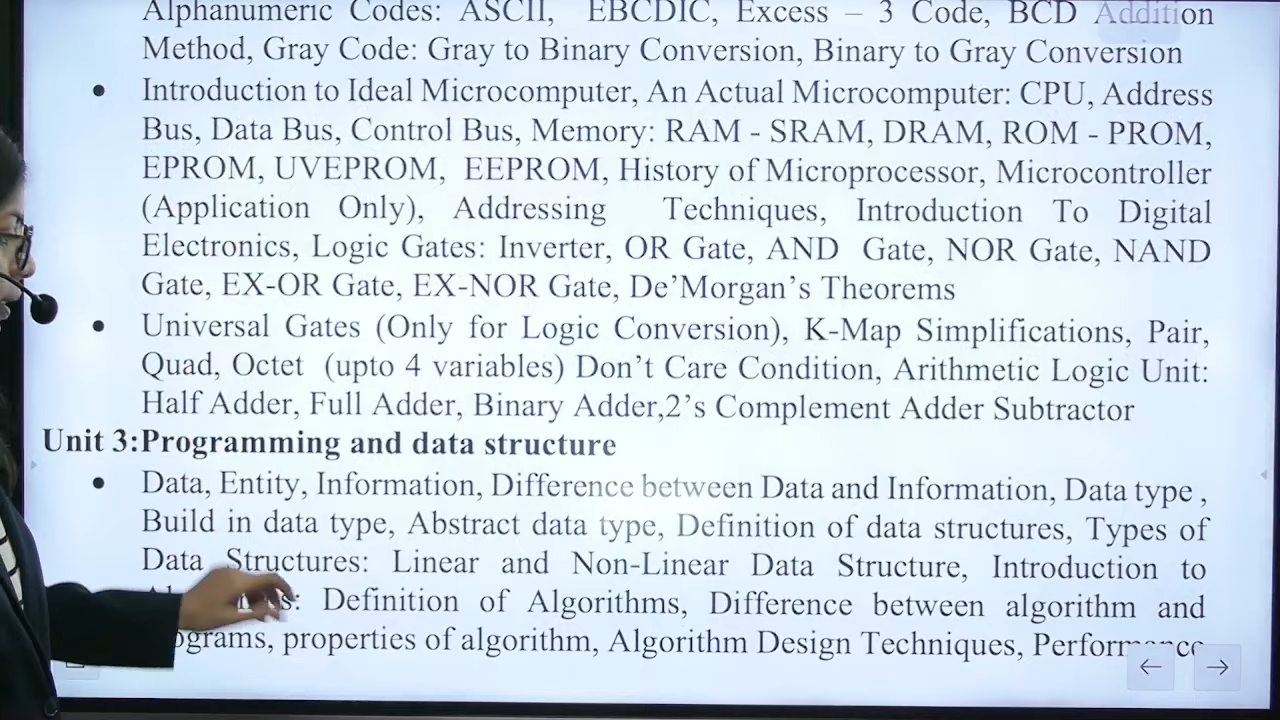 Alphanumeric Codes: ASCII, EBCDIC, Excess – 3 Code, BCD Addition
Method, Gray Code: Gray to Binary Conversion, Binary to Gray Conversion
• Introduction to Ideal Microcomputer, An Actual Microcomputer: CPU, Address
Bus, Data Bus, Control Bus, Memory: RAM - SRAM, DRAM, ROM - PROM,
EPROM, UVEPROM, EEPROM, History of Microprocessor, Microcontroller
(Application Only), Addressing Techniques, Introduction To Digital
Electronics, Logic Gates: Inverter, OR Gate, AND Gate, NOR Gate, NAND
Gate, EX-OR Gate, EX-NOR Gate, De’Morgan’s Theorems
• Universal Gates (Only for Logic Conversion), K-Map Simplifications, Pair,
Quad, Octet (upto 4 variables) Don’t Care Condition, Arithmetic Logic Unit:
Half Adder, Full Adder, Binary Adder,2’s Complement Adder Subtractor
Unit 3:Programming and data structure
• Data, Entity, Information, Difference between Data and Information, Data type ,
Build in data type, Abstract data type, Definition of data structures, Types of
Data Structures: Linear and Non-Linear Data Structure, Introduction to
Definition of Algorithms, Difference between algorithm and
properties of algorithm, Algorithm Design Techniques,